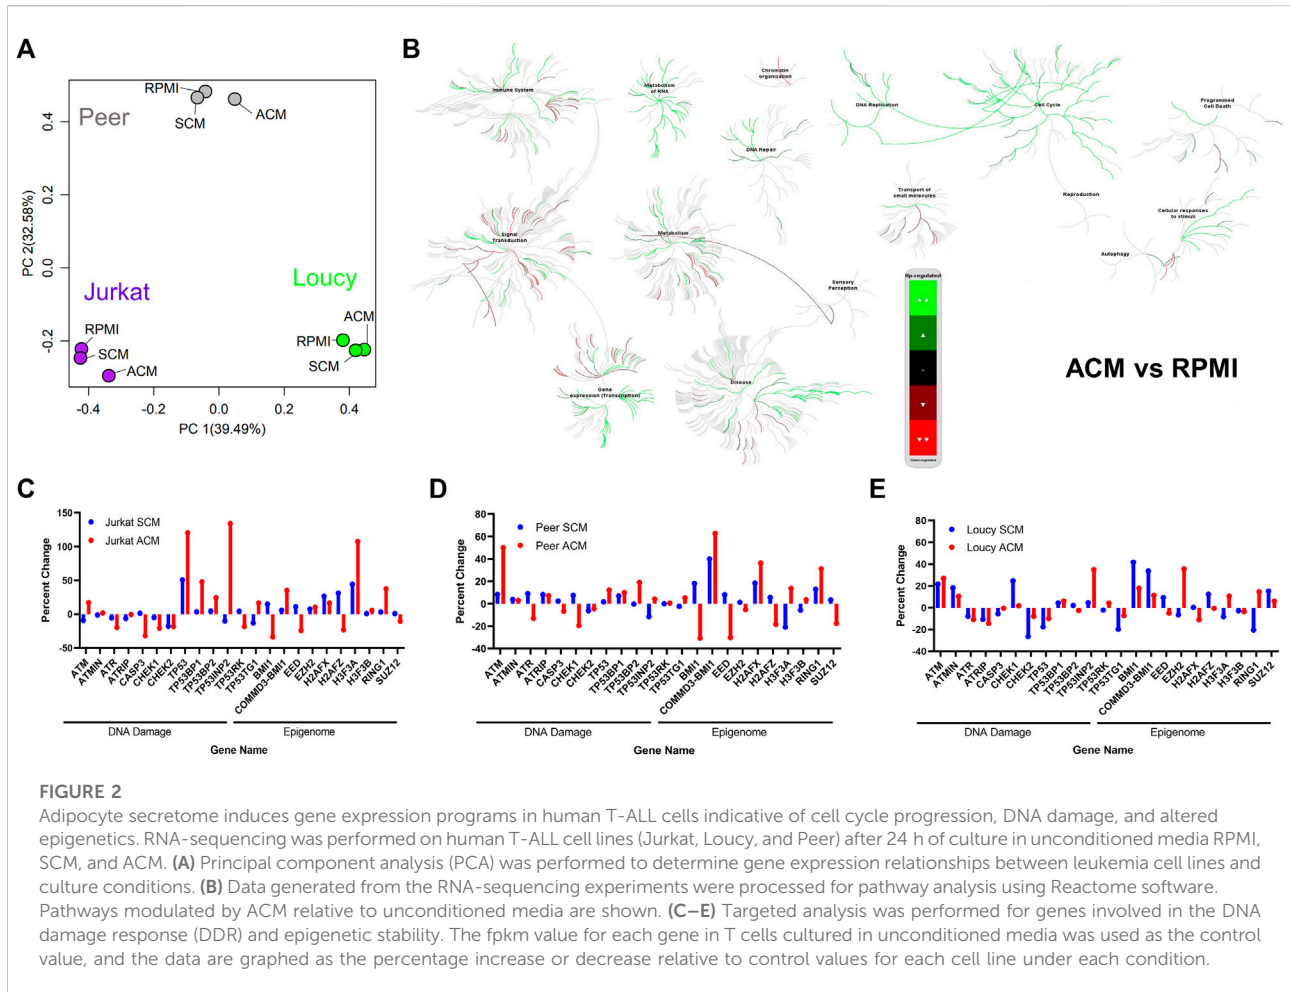 A
B
RPMI
SCM
ACM
Peer
Jurkat
RPMI
SCM
ACM
Loucy
ACM
RPMI
SCM
PC 2(32.58%)
0.4
0.2
0.0
-0.2
-0.4
-0.2
0.0
0.2
0.4
PC 1(39.49%)
Immune System
Metabolism
of RNA
Chromatin
organization
DNA Replication
Cell Cycle
Programmed
Cell Death
DNA Repair
Transport of
small molecules
Reproduction
Cellular responses
to stimuli
Autophagy
Signal
Transduction
Metabolism
Sensory
Perception
Gene
expression (Transcription)
Disease
Up-regulated
Down-regulated
ACM vs RPMI
C
Jurkat SCM
Jurkat ACM
Percent Change
150
100
50
0
-50
ATM
ATMIN
ATR
ATRIP
CASP3
CHEK1
CHEK2
TP53
TP53BP1
TP53BP2
TP53INP2
TP53RK
TP53TG1
BMI1
COMMD3-BMI1
EED
EZH2
H2AFX
H2AFZ
H3F3A
H3F3B
RING1
SUZ12
DNA Damage
Epigenome
Gene Name
D
Peer SCM
Peer ACM
Percent Change
80
60
40
20
0
-20
-40
ATM
ATMIN
ATR
ATRIP
CASP3
CHEK1
CHEK2
TP53
TP53BP1
TP53BP2
TP53INP2
TP53RK
TP53TG1
BMI1
COMMD3-BMI1
EED
EZH2
H2AFX
H2AFZ
H3F3A
H3F3B
RING1
SUZ12
DNA Damage
Epigenome
Gene Name
E
Loucy SCM
Loucy ACM
Percent Change
80
60
40
20
0
-20
-40
ATM
ATMIN
ATR
ATRIP
CASP3
CHEK1
CHEK2
TP53
TP53BP1
TP53BP2
TP53INP2
TP53RK
TP53TG1
BMI1
COMMD3-BMI1
EED
EZH2
H2AFX
H2AFZ
H3F3A
H3F3B
RING1
SUZ12
DNA Damage
Epigenome
Gene Name
FIGURE 2
Adipocyte secretome induces gene expression programs in human T-ALL cells indicative of cell cycle progression, DNA damage, and altered
epigenetics. RNA-sequencing was performed on human T-ALL cell lines (Jurkat, Loucy, and Peer) after 24 h of culture in unconditioned media RPMI,
SCM, and ACM. (A) Principal component analysis (PCA) was performed to determine gene expression relationships between leukemia cell lines and
culture conditions. (B) Data generated from the RNA-sequencing experiments were processed for pathway analysis using Reactome software.
Pathways modulated by ACM relative to unconditioned media are shown. (C–E) Targeted analysis was performed for genes involved in the DNA
damage response (DDR) and epigenetic stability. The fpkm value for each gene in T cells cultured in unconditioned media was used as the control
value, and the data are graphed as the percentage increase or decrease relative to control values for each cell line under each condition.